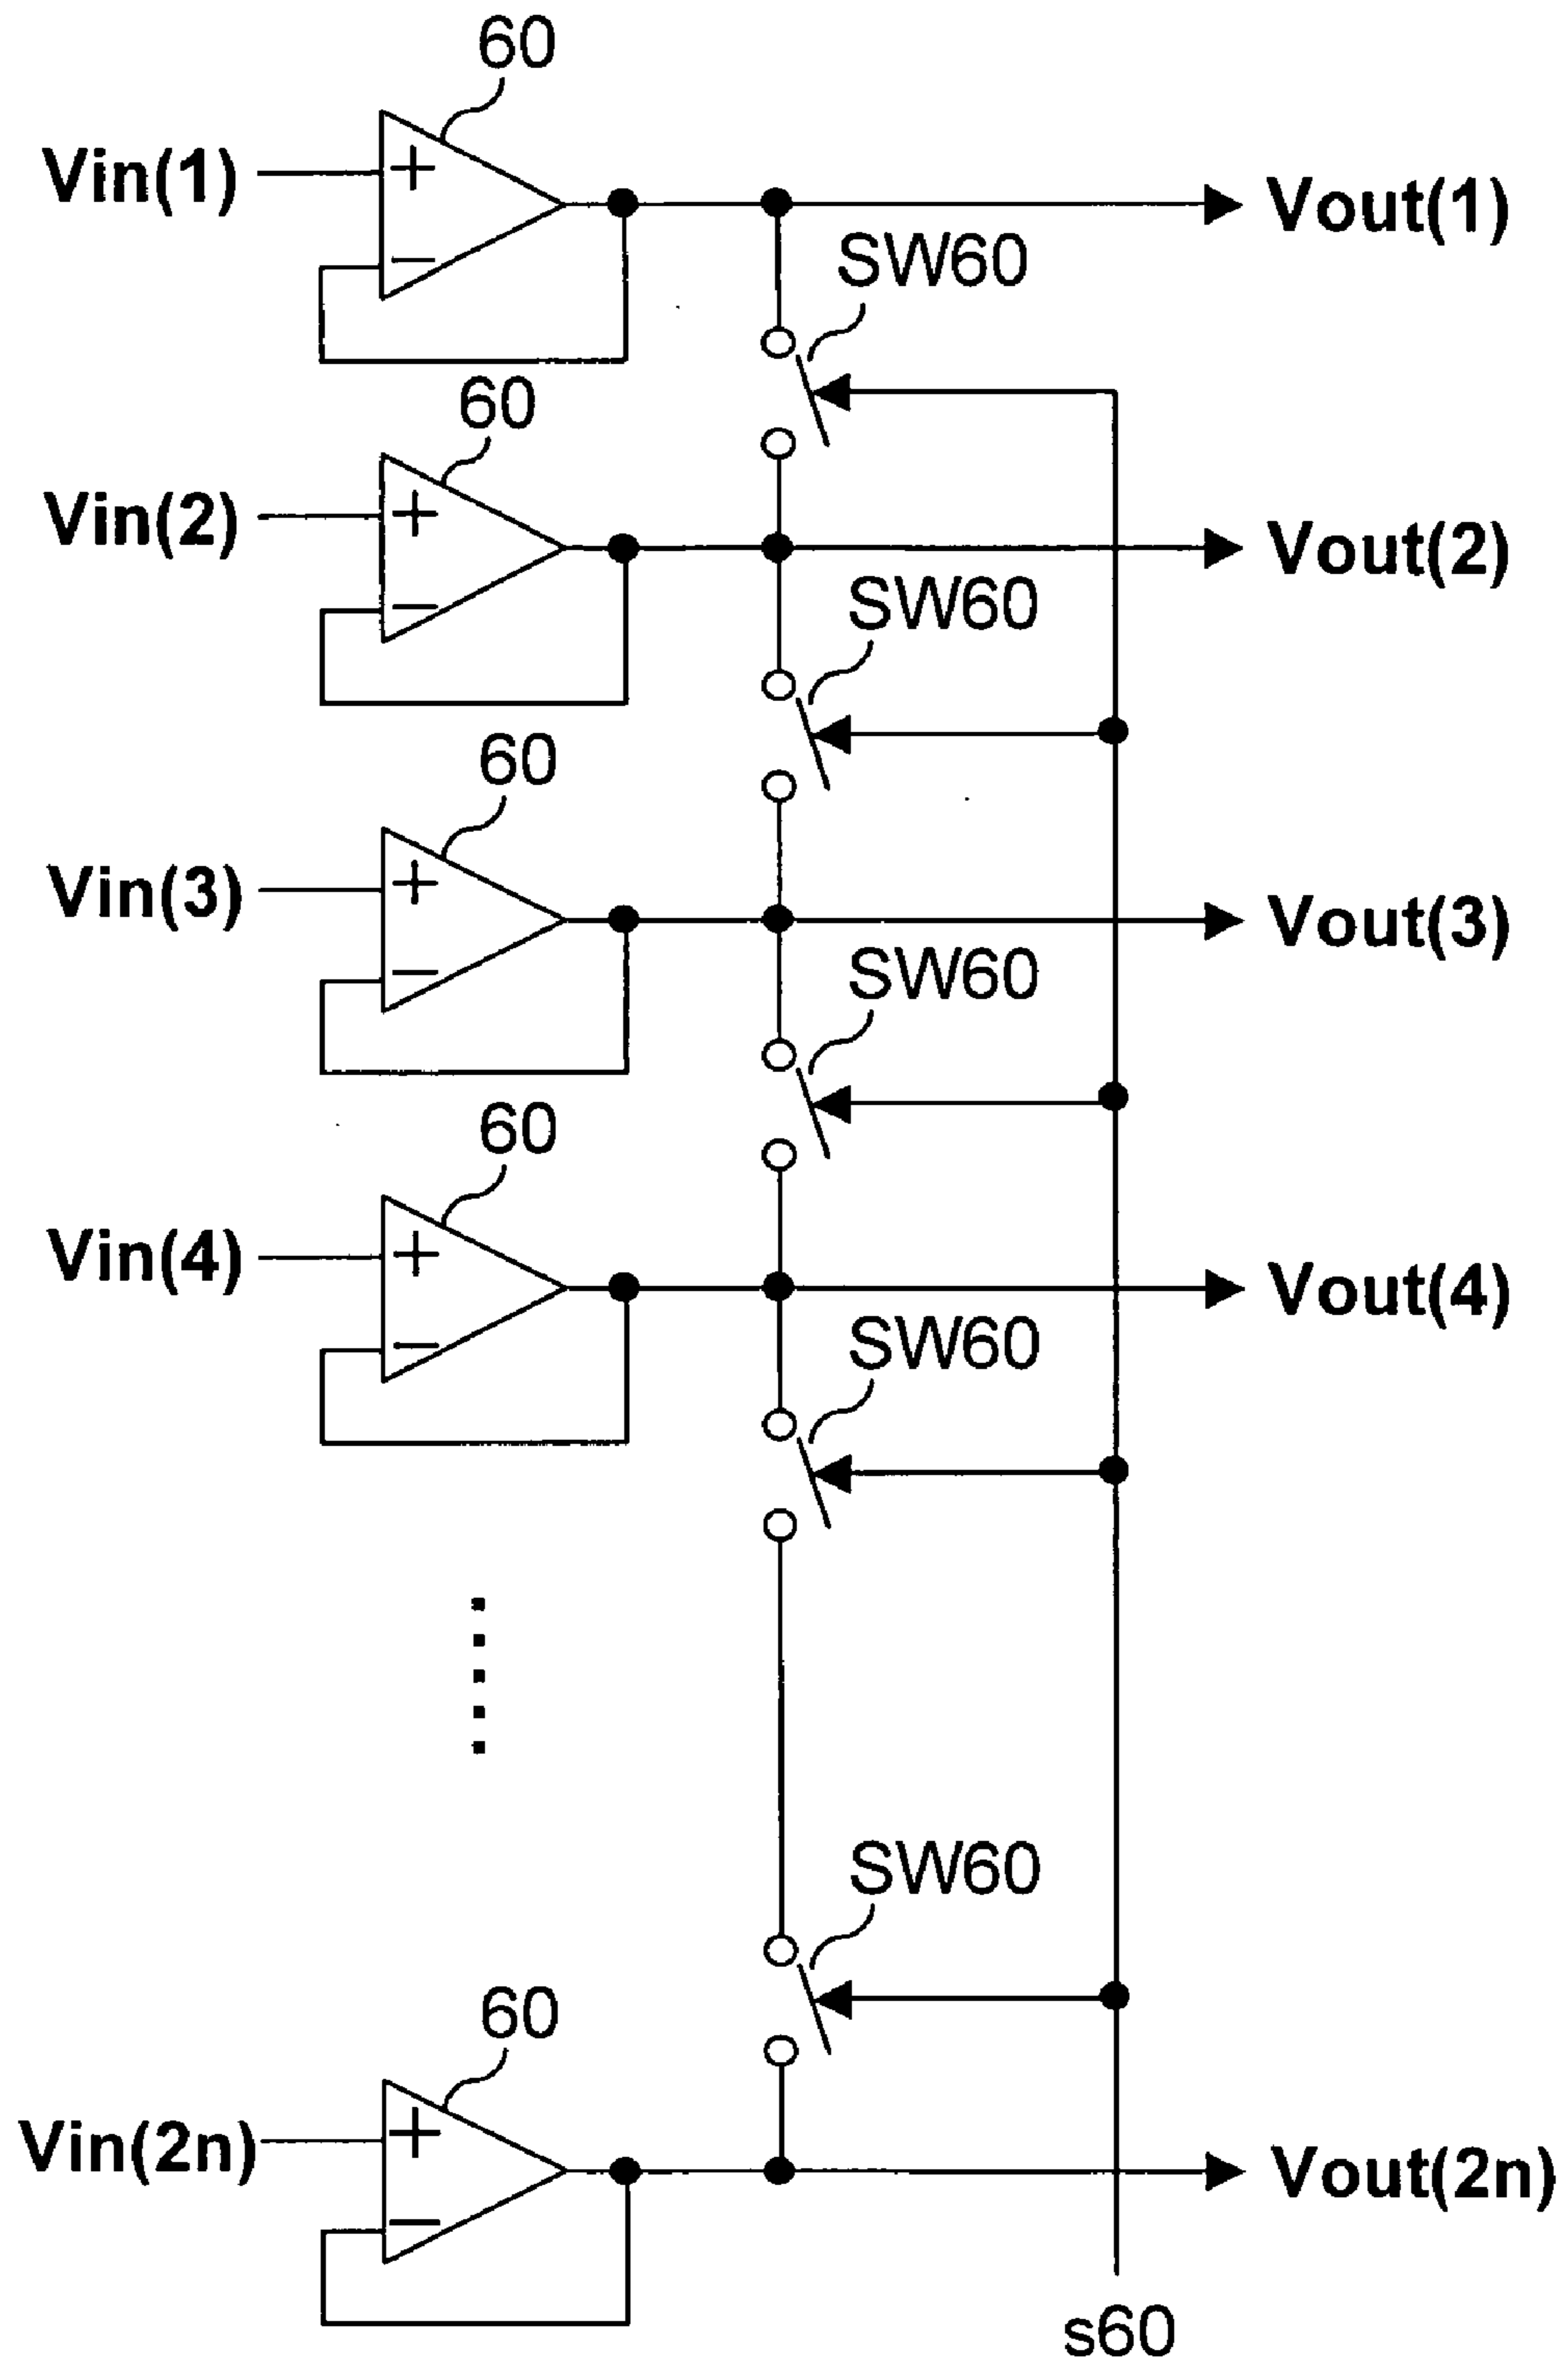 60
Vin(1)
Vout(1)
SW60
60
Vin(2)
Vout(2)
SW60
60
Vin(3)
Vout(3)
SW60
60
Vin(4)
Vout(4)
SW60
SW60
60
Vin(2n)
Vout(2n)
s60